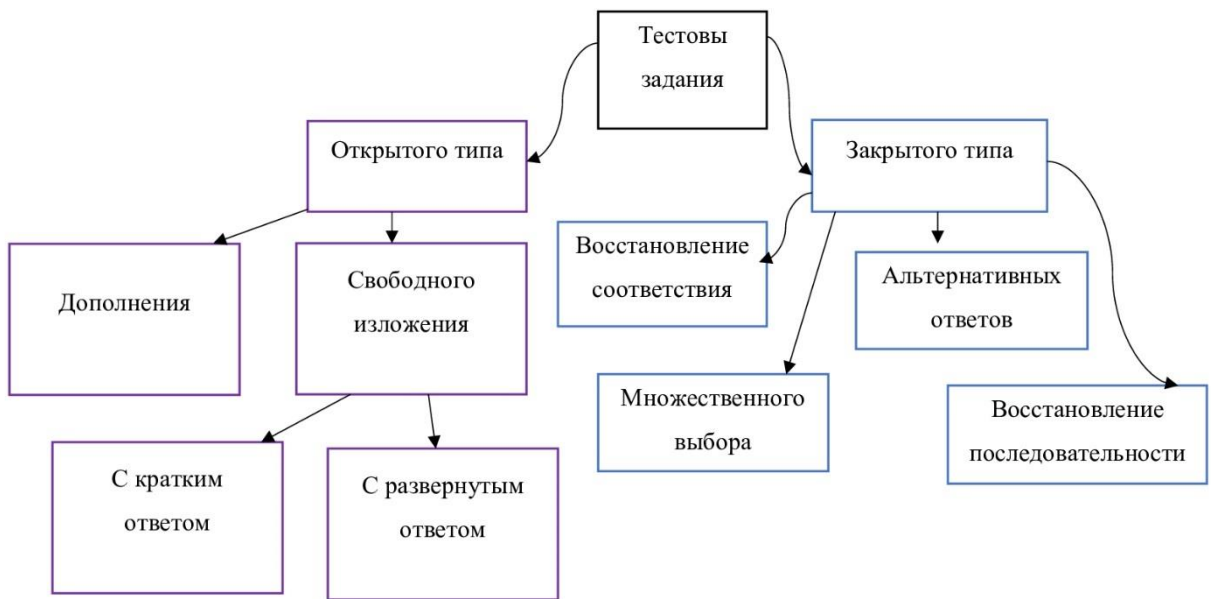 Тестовы
задания
Открытого типа
Закрытого типа
Дополнения
Свободного
изложения
Восстановление
соответствия
Альтернативных
ответов
Множественного
выбора
Восстановление
последовательности
С кратким
ответом
С развернутым
ответом